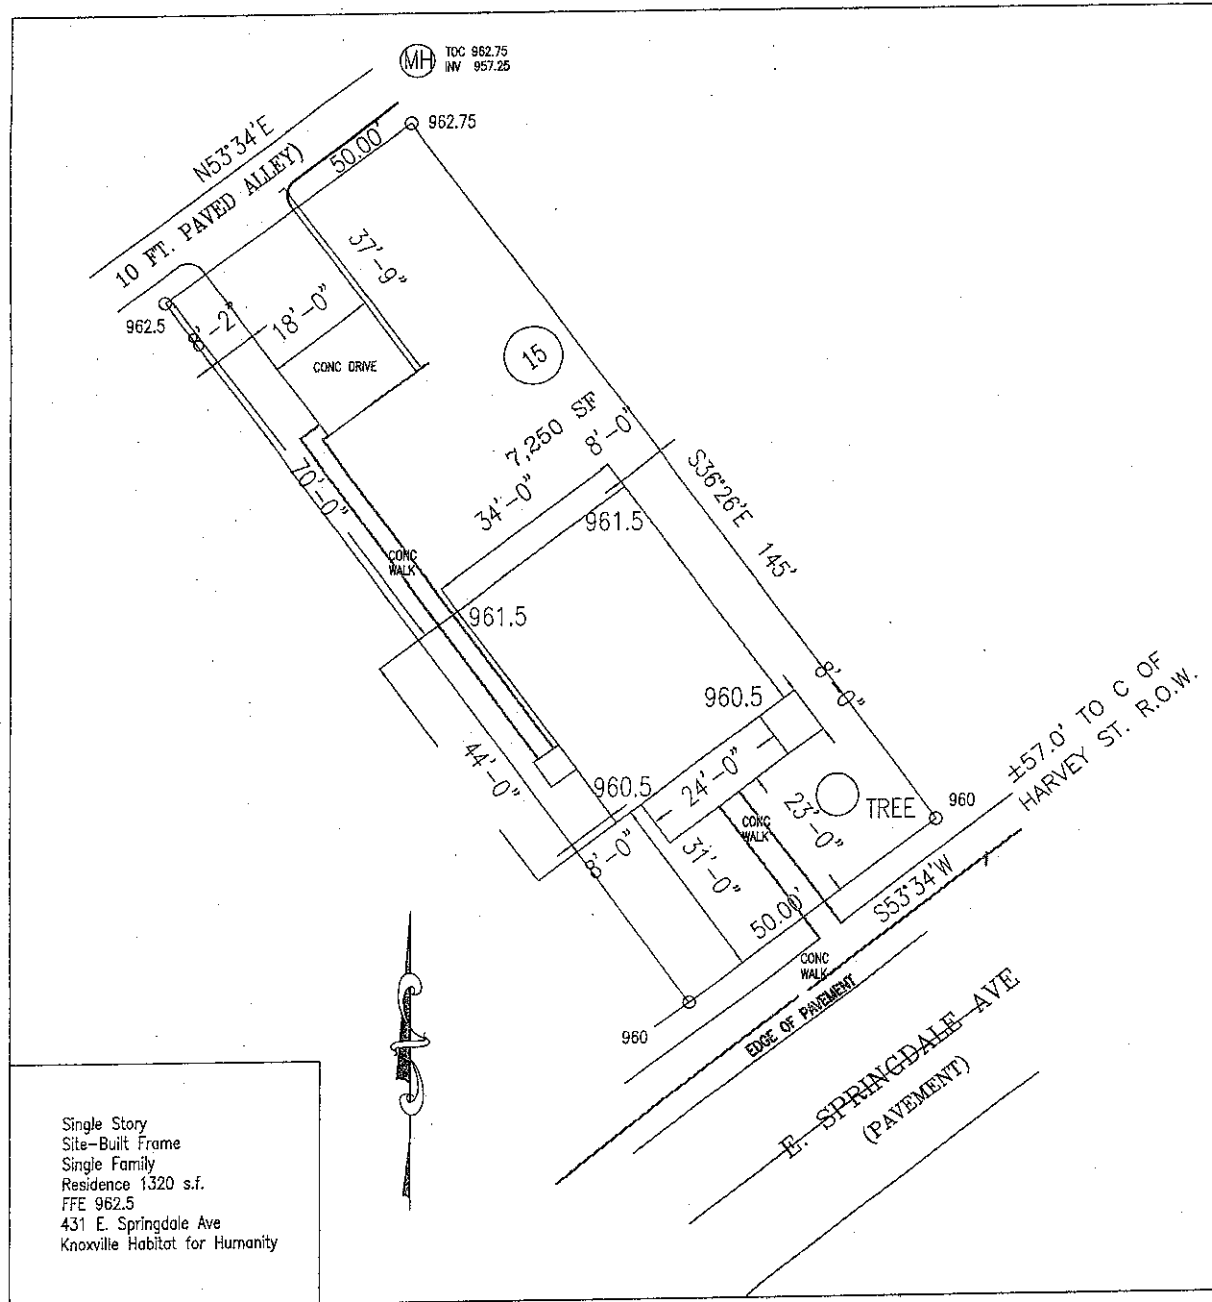 MH
TOC 962.75
INV 957.25
N53°34'E
10 FT. PAVED ALLEY)
50.00'
962.75
962.5
8'-2"
18'-0"
37'-9"
CONC DRIVE
15
7,250 SF
8'-0"
34'-0"
S36°26'E 145'
70'-0"
961.5
CONC
WALK
961.5
960.5
8'-0"
44'-0"
960.5
24'-0"
TREE
960
±57.0' TO C OF
HARVEY ST. R.O.W.
CONC
WALK
23'-0"
8'-0"
31'-0"
50.00'
S53°34'W
CONC
WALK
960
EDGE OF PAVEMENT
E. SPRINGDALE AVE
(PAVEMENT)
Single Story
Site-Built Frame
Single Family
Residence 1320 s.f.
FFE 962.5
431 E. Springdale Ave
Knoxville Habitat for Humanity